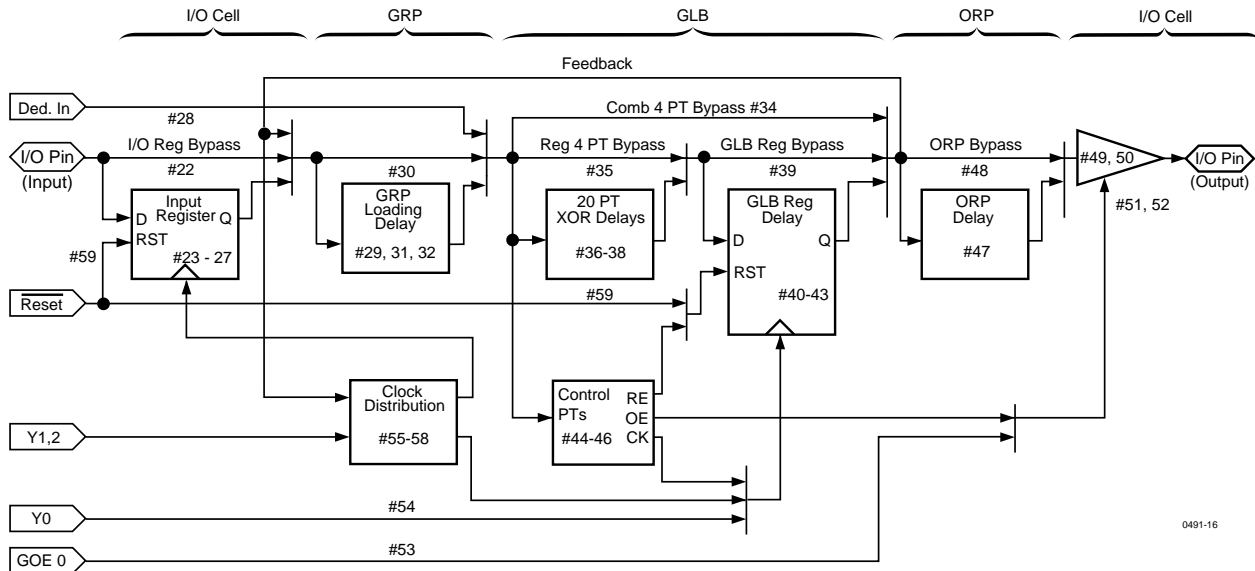 I/O Cell
GRP
GLB
ORP
I/O Cell
Feedback
Ded. In
#28
Comb 4 PT Bypass #34
I/O Pin
(Input)
I/O Reg Bypass
#22
#30
Reg 4 PT Bypass
#35
GLB Reg Bypass
#39
ORP Bypass
#48
#49, 50
I/O Pin
(Output)
#51, 52
Input
Register
D
Q
RST
#23 - 27
GRP
Loading
Delay
#29, 31, 32
20 PT
XOR Delays
#36-38
GLB Reg
Delay
D
Q
RST
#40-43
ORP
Delay
#47
#59
Reset
#59
Clock
Distribution
#55-58
Control
PTs
#44-46
RE
OE
CK
Y1,2
Y0
#54
GOE 0
#53
0491-16